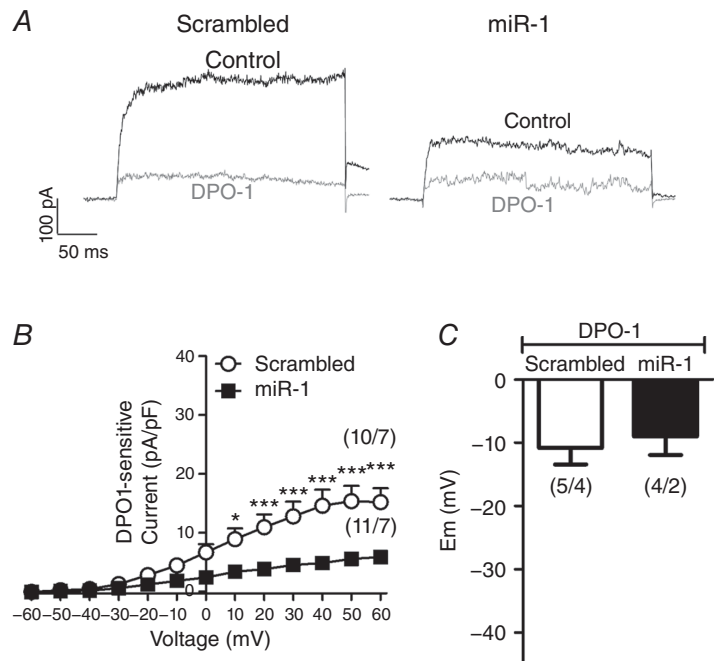 A
Scrambled
miR-1
Control
DPO-1
Control
DPO-1
100 pA
50 ms
B
DPO1-sensitive
Current (pA/pF)
40
30
20
10
0
Scrambled
miR-1
(10/7)
* *** *** *** *** ***
(11/7)
−60 −50 −40 −30 −20 −10 0 10 20 30 40 50 60
Voltage (mV)
C
DPO-1
Scrambled miR-1
Em (mV)
0
−10
−20
−30
−40
(5/4)
(4/2)